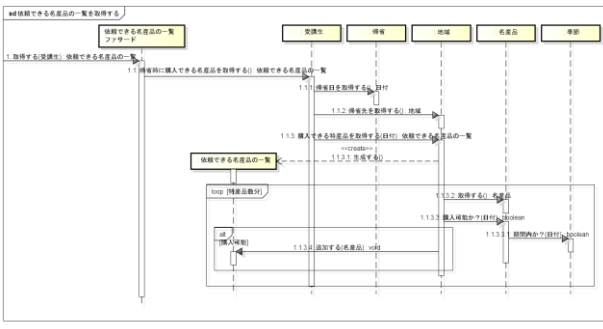 sd 依頼できる名産品の一覧を取得する
依頼できる名産品の一覧
ファサード
受講生
帰省
地域
名産品
季節
1: 取得する(受講生) : 依頼できる名産品の一覧
1.1: 帰省時に購入できる名産品を取得する() : 依頼できる名産品の一覧
1.1.1: 帰省日を取得する() : 日付
1.1.2: 帰省先を取得する() : 地域
1.1.3: 購入できる特産品を取得する(日付) : 依頼できる名産品の一覧
<<create>>
1.1.3.1: 生成する()
依頼できる名産品の一覧
loop [特産品数分]
1.1.3.2: 取得する() : 名産品
1.1.3.3: 購入可能か?(日付) : boolean
1.1.3.3.1: 期間内か?(日付) : boolean
alt
[購入可能]
1.1.3.4: 追加する(名産品) : void